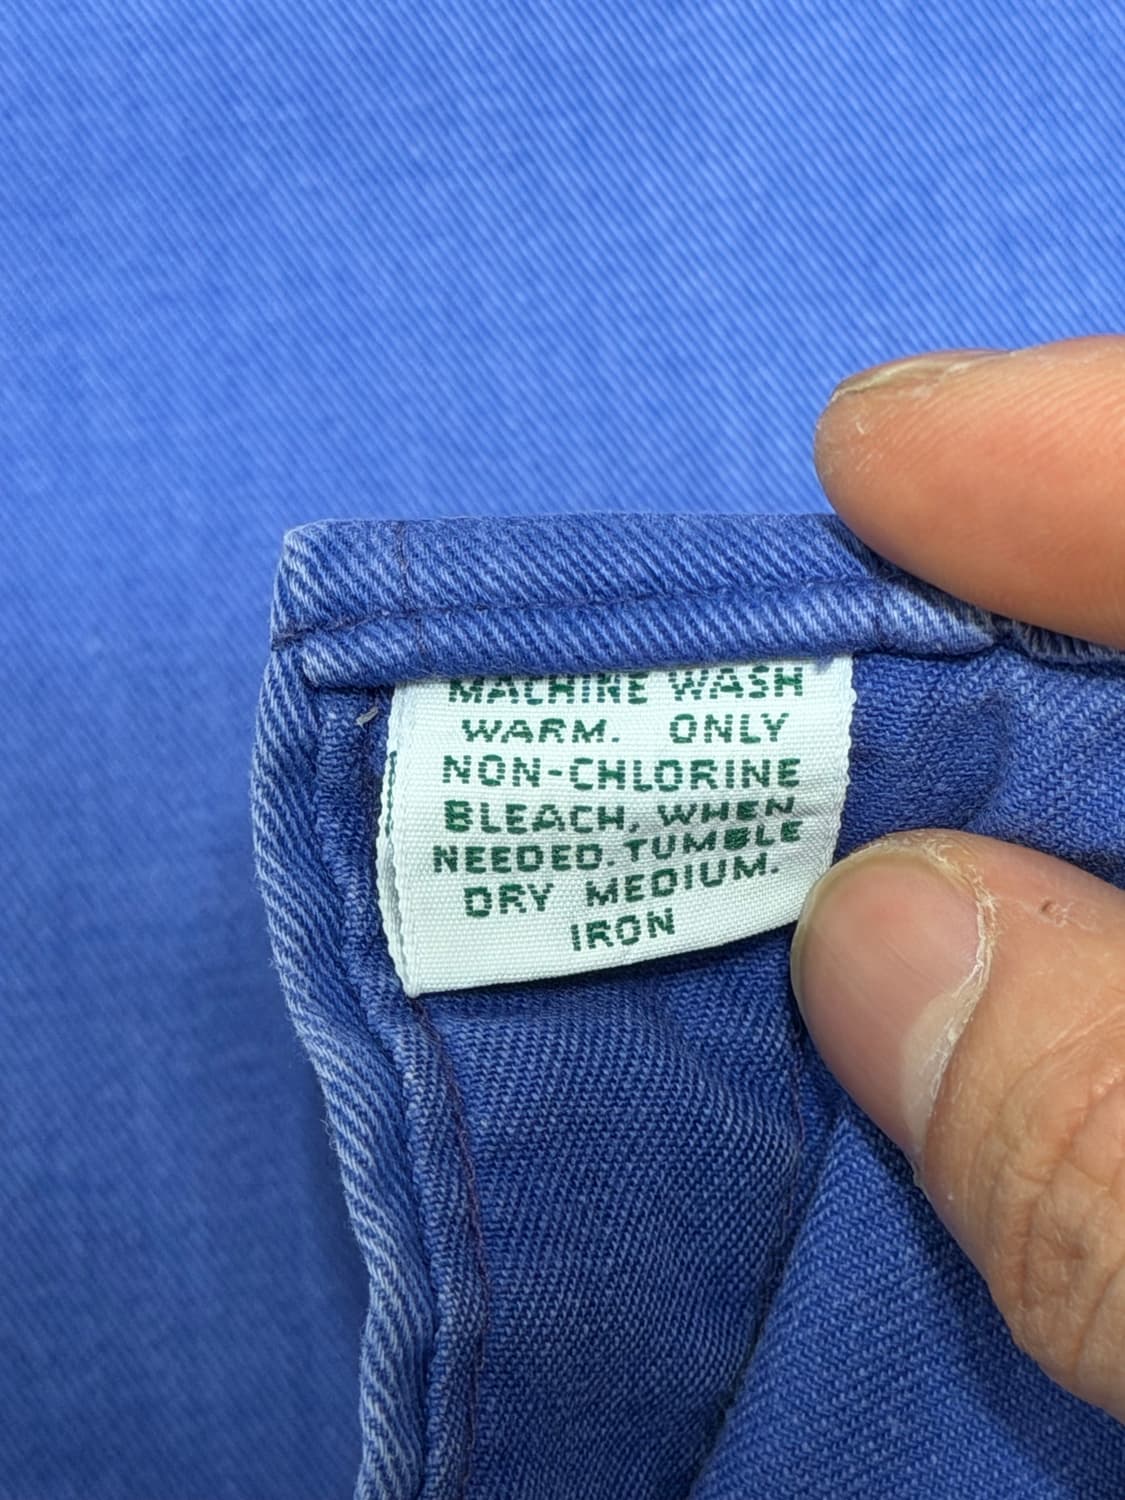 MACHINE WASH
WARM. ONLY
NON-CHLORINE
BLEACH, WHEN
NEEDED. TUMBLE
DRY MEDIUM.
IRON